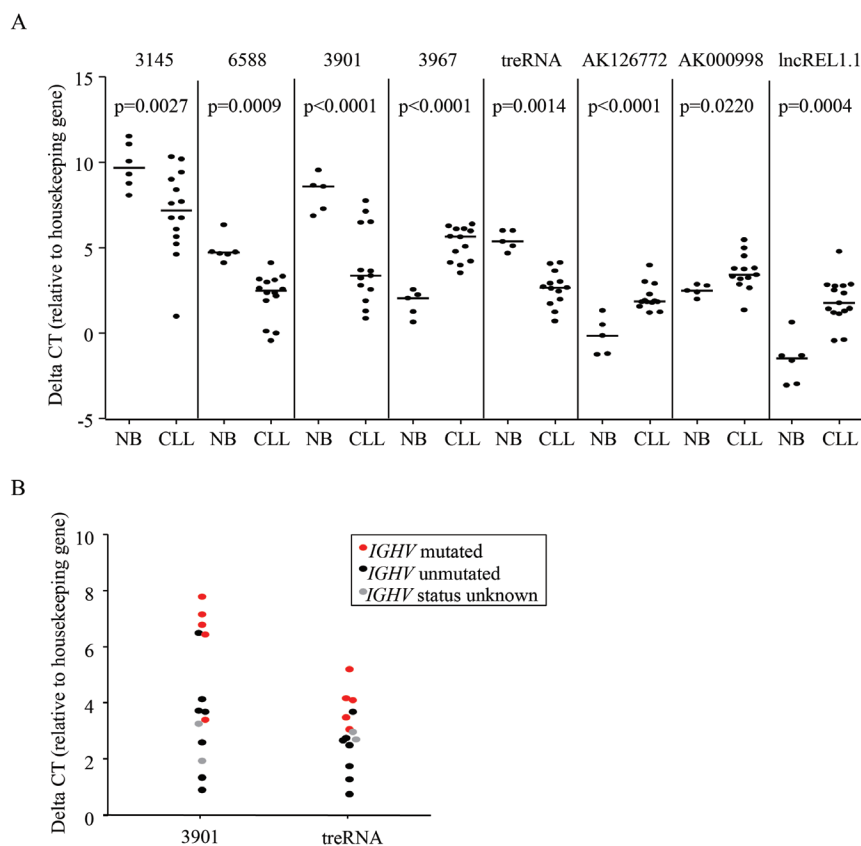 A
3145 6588 3901 3967 treRNA AK126772 AK000998 lncREL1.1
p=0.0027 p=0.0009 p<0.0001 p<0.0001 p=0.0014 p<0.0001 p=0.0220 p=0.0004
Delta CT (relative to housekeeping gene)
15
10
5
0
-5
NB CLL NB CLL NB CLL NB CLL NB CLL NB CLL NB CLL NB CLL
B
Delta CT (relative to housekeeping gene)
10
8
6
4
2
0
IGHV mutated
IGHV unmutated
IGHV status unknown
3901 treRNA